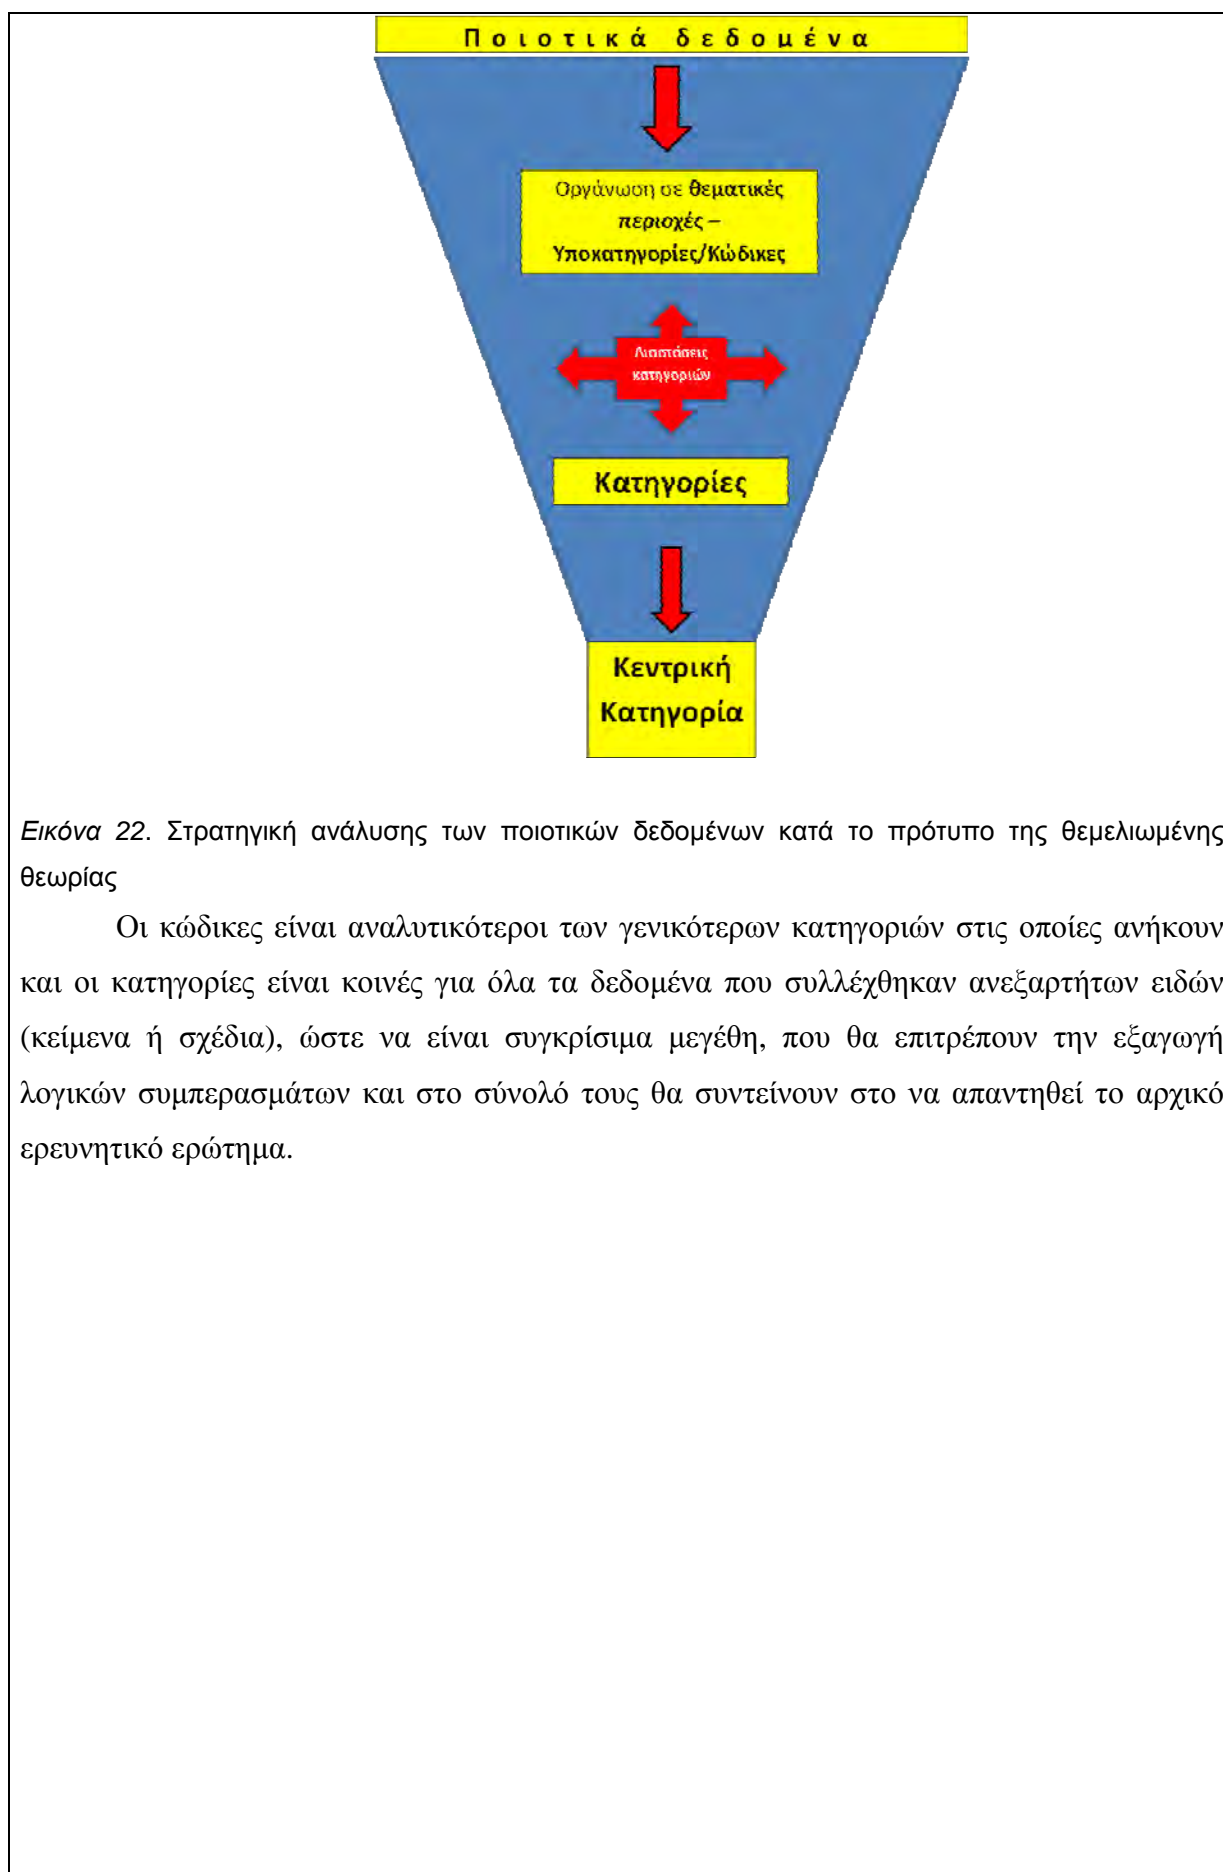 Ποιοτικά δεδομένα
Οργάνωση σε θεματικές
περιοχές –
Υποκατηγορίες/Κώδικες
Διαστάσεις
κατηγοριών
Κατηγορίες
Κεντρική
Κατηγορία
Εικόνα 22. Στρατηγική ανάλυσης των ποιοτικών δεδομένων κατά το πρότυπο της θεμελιωμένης
θεωρίας
Οι κώδικες είναι αναλυτικότεροι των γενικότερων κατηγοριών στις οποίες ανήκουν
και οι κατηγορίες είναι κοινές για όλα τα δεδομένα που συλλέχθηκαν ανεξαρτήτων ειδών
(κείμενα ή σχέδια), ώστε να είναι συγκρίσιμα μεγέθη, που θα επιτρέπουν την εξαγωγή
λογικών συμπερασμάτων και στο σύνολό τους θα συντείνουν στο να απαντηθεί το αρχικό
ερευνητικό ερώτημα.